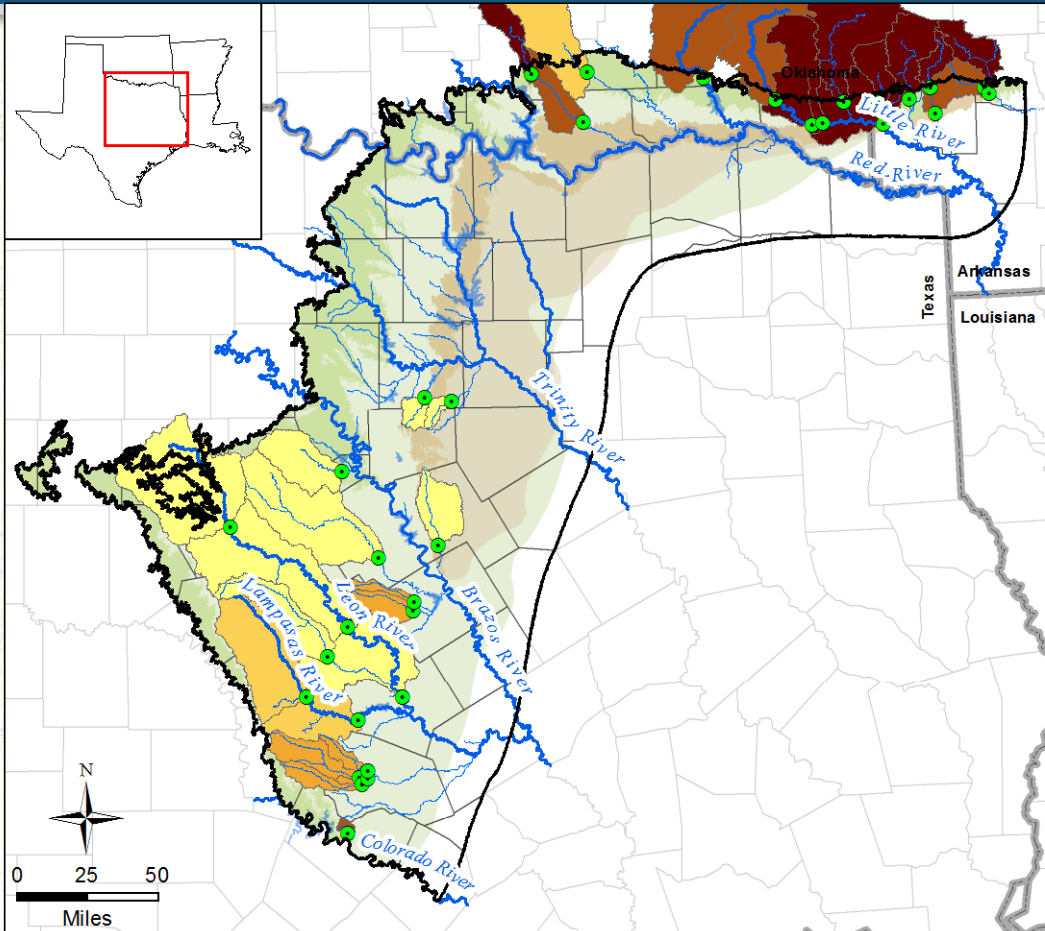 Oklahoma
Little River
Red River
Arkansas
Texas
Louisiana
Trinity River
Lampasas River
Leon River
Brazos River
N
Colorado River
0 25 50
Miles